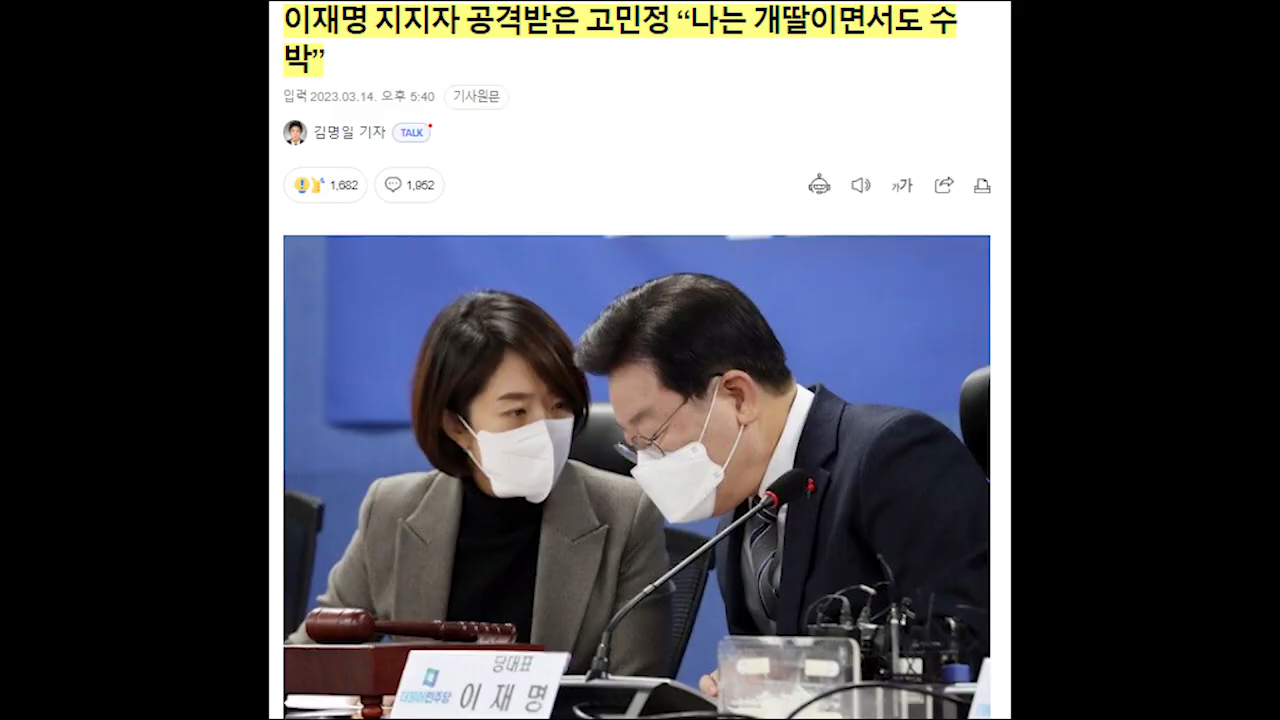 이재명 지지자 공격받은 고민정 “나는 개딸이면서도 수
박”
입력 2023.03.14. 오후 5:40 기사원문
김명일 기자 TALK
1,682 1,952
가가
당대표
더불어민주당 이 재 명